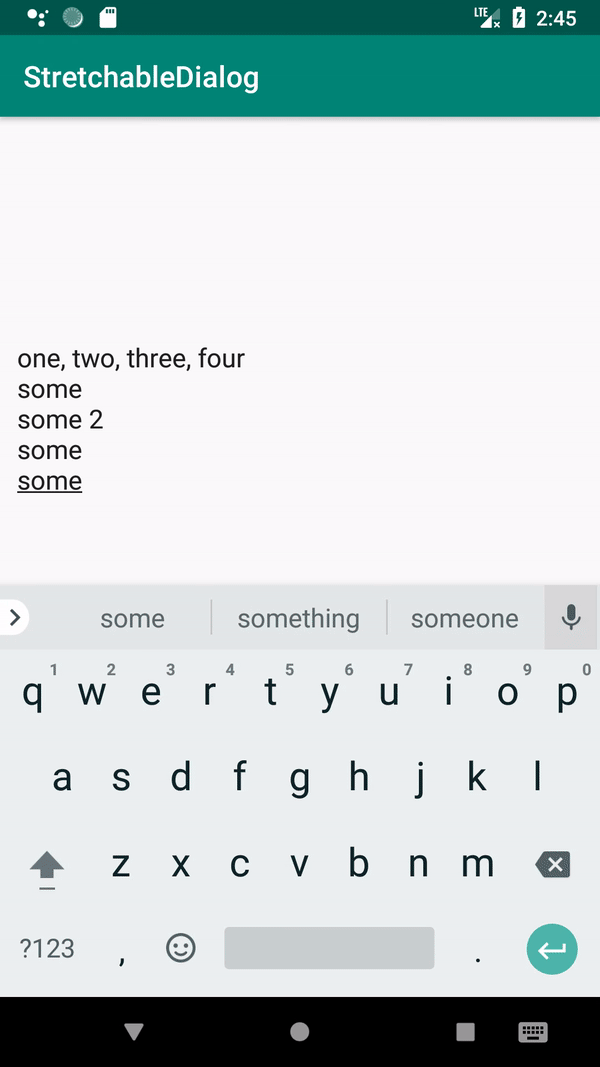 LTE 2:45
StretchableDialog
one, two, three, four
some
some 2
some
some
some something someone
1 2 3 4 5 6 7 8 9 0
q w e r t y u i o p
a s d f g h j k l
z x c v b n m
?123 , .